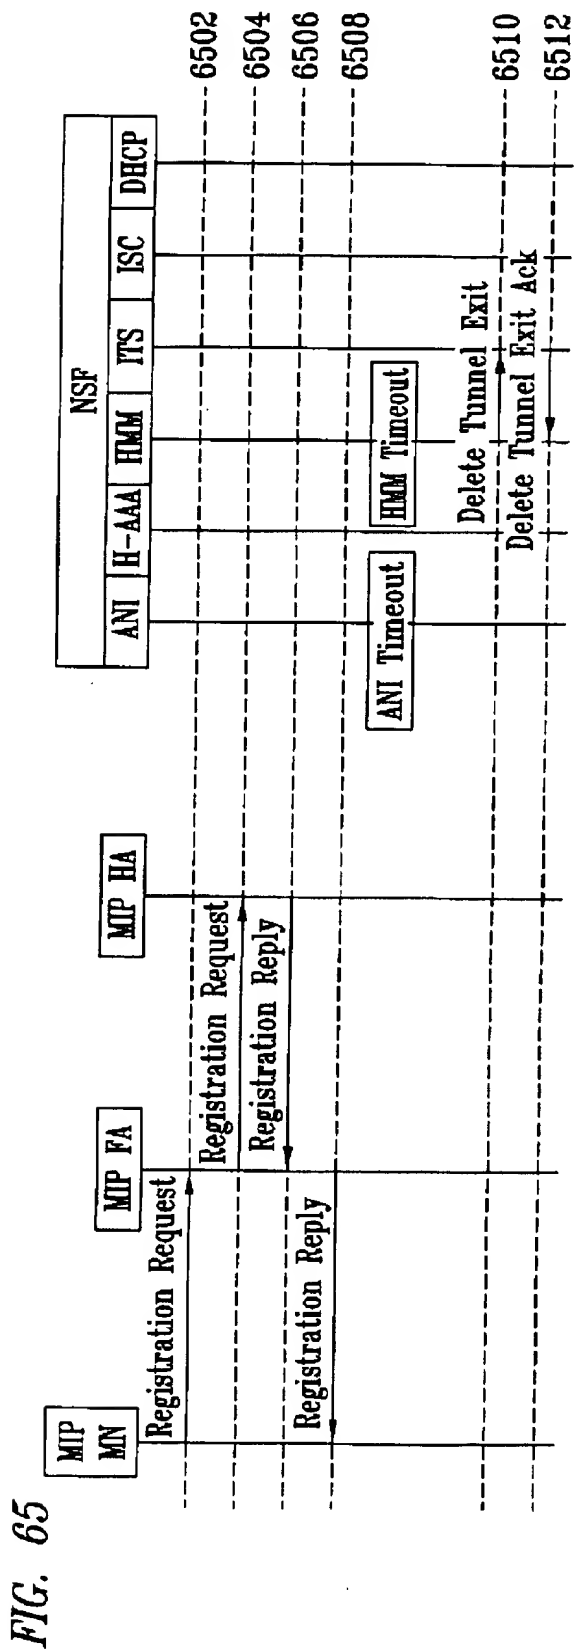 FIG. 65
MIP
MN
MIP FA
MIP HA
NSF
ANI
H-AAA
HMM
ITS
ISC
DHCP
Registration Request
6502
Registration Request
6504
Registration Reply
6506
Registration Reply
6508
ANI Timeout
HMM Timeout
Delete Tunnel Exit
6510
Delete Tunnel Exit Ack
6512